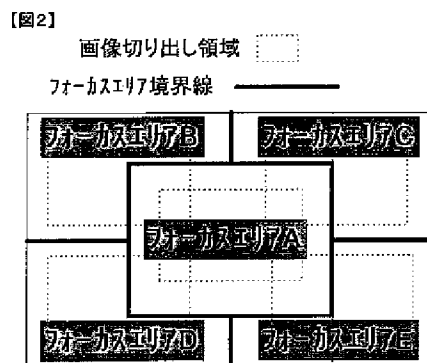 【図2】
画像切り出し領域
フォーカスエリア境界線
フォーカスエリアB
フォーカスエリアC
フォーカスエリアA
フォーカスエリアD
フォーカスエリアE